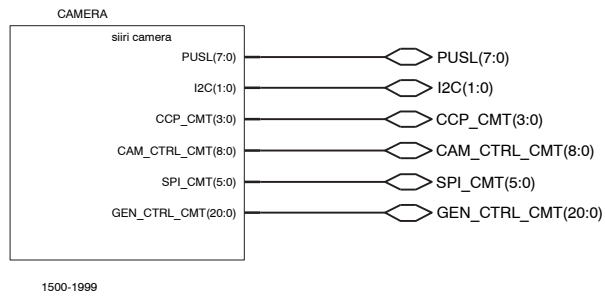 CAMERA
siiri camera
PUSL(7:0) PUSL(7:0)
I2C(1:0) I2C(1:0)
CCP_CMT(3:0) CCP_CMT(3:0)
CAM_CTRL_CMT(8:0) CAM_CTRL_CMT(8:0)
SPI_CMT(5:0) SPI_CMT(5:0)
GEN_CTRL_CMT(20:0) GEN_CTRL_CMT(20:0)
1500-1999